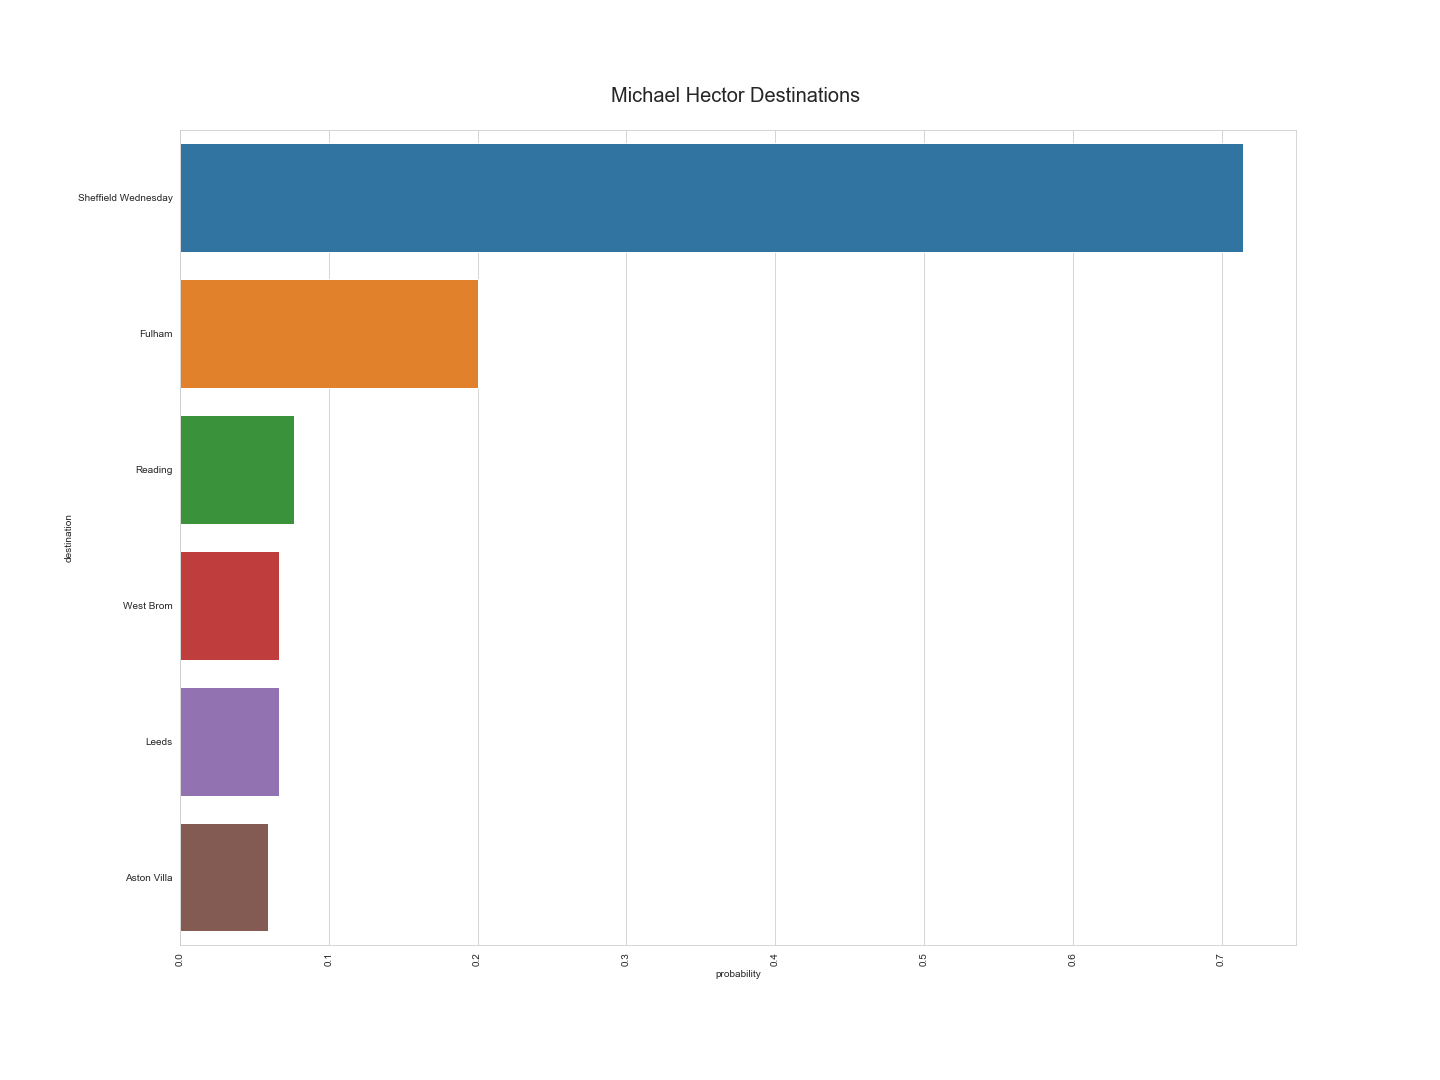 Michael Hector Destinations
Sheffield Wednesday
Fulham
Reading
West Brom
Leeds
Aston Villa
destination
0.0 0.1 0.2 0.3 0.4 0.5 0.6 0.7
probability